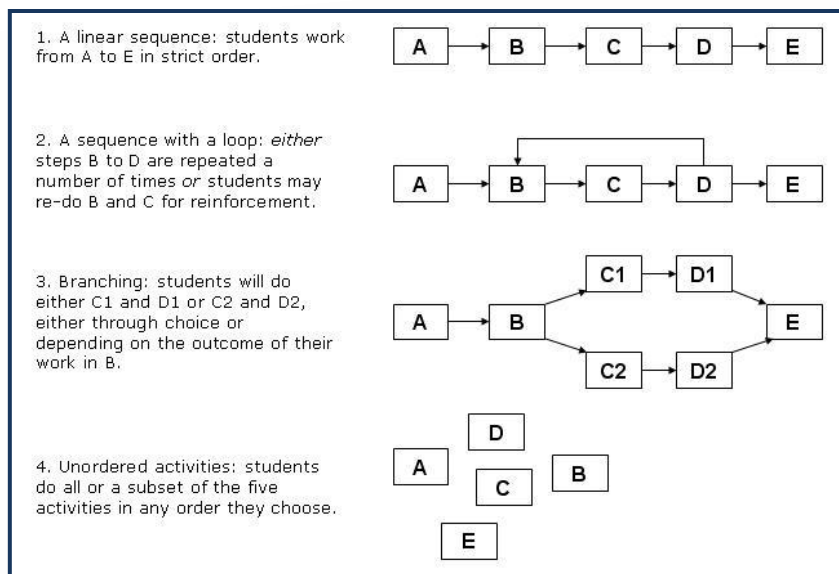 1. A linear sequence: students work
from A to E in strict order.
A B C D E
2. A sequence with a loop: either
steps B to D are repeated a
number of times or students may
re-do B and C for reinforcement.
A B C D E
3. Branching: students will do
either C1 and D1 or C2 and D2,
either through choice or
depending on the outcome of their
work in B.
C1 D1
A B E
C2 D2
4. Unordered activities: students
do all or a subset of the five
activities in any order they choose.
D
A B
C
E